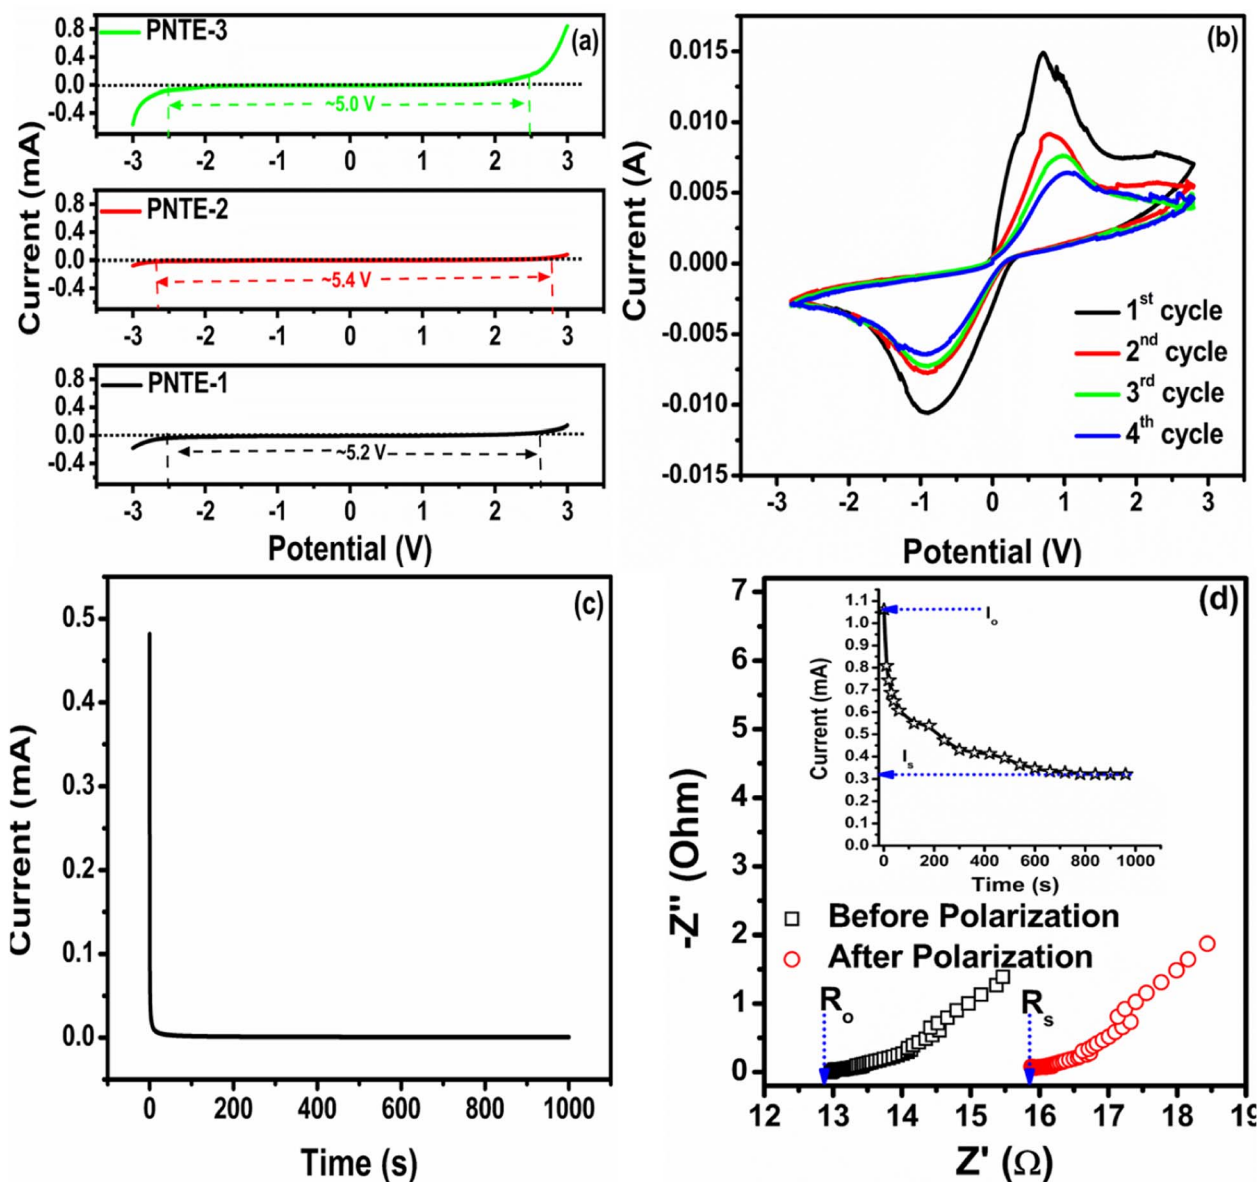 PNTE-3
(a)
0.8
0.4
0.0
-0.4
~5.0 V
-3 -2 -1 0 1 2 3
PNTE-2
0.8
0.4
0.0
-0.4
~5.4 V
-3 -2 -1 0 1 2 3
PNTE-1
0.8
0.4
0.0
-0.4
~5.2 V
-3 -2 -1 0 1 2 3
Current (mA)
Potential (V)
(b)
0.015
0.010
0.005
0.000
-0.005
-0.010
-0.015
Current (A)
1st cycle
2nd cycle
3rd cycle
4th cycle
-3 -2 -1 0 1 2 3
Potential (V)
(c)
0.5
0.4
0.3
0.2
0.1
0.0
Current (mA)
0 200 400 600 800 1000
Time (s)
(d)
7
6
5
4
3
2
1
0
-Z" (Ohm)
1.1
1.0
0.9
0.8
0.7
0.6
0.5
0.4
0.3
0.2
0.1
0.0
Current (mA)
Io
Is
0 200 400 600 800 1000
Time (s)
Before Polarization
After Polarization
Ro
Rs
12 13 14 15 16 17 18 19
Z' (Ω)